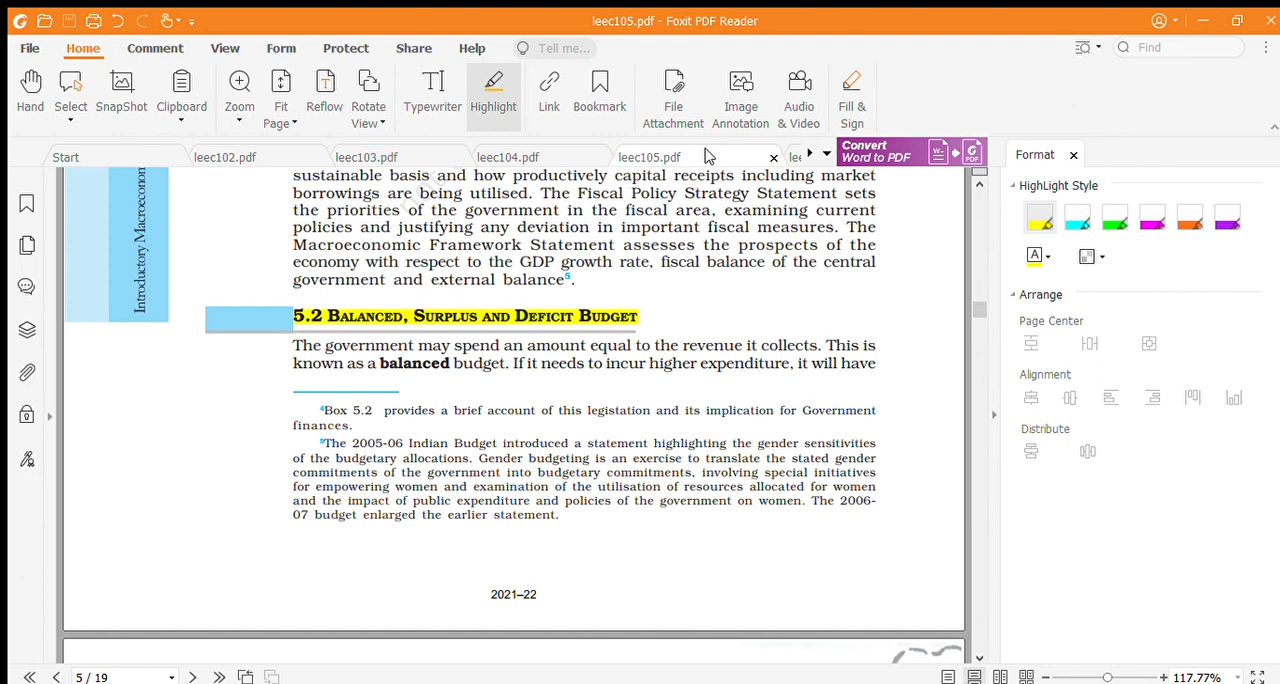 leec105.pdf - Foxit PDF Reader
File Home Comment View Form Protect Share Help Tell me... Find
Hand Select SnapShot Clipboard Zoom Fit Page Reflow Rotate View Typewriter Highlight Link Bookmark File Attachment Image Annotation Audio & Video Fill & Sign
Start leec102.pdf leec103.pdf leec104.pdf leec105.pdf lee Convert Word to PDF
Format
HighLight Style
Arrange
Page Center
Alignment
Distribute
Introductory Macroeconom
sustainable basis and how productively capital receipts including market
borrowings are being utilised. The Fiscal Policy Strategy Statement sets
the priorities of the government in the fiscal area, examining current
policies and justifying any deviation in important fiscal measures. The
Macroeconomic Framework Statement assesses the prospects of the
economy with respect to the GDP growth rate, fiscal balance of the central
government and external balance⁵.
5.2 BALANCED, SURPLUS AND DEFICIT BUDGET
The government may spend an amount equal to the revenue it collects. This is
known as a balanced budget. If it needs to incur higher expenditure, it will have
⁴Box 5.2 provides a brief account of this legistation and its implication for Government
finances.
⁵The 2005-06 Indian Budget introduced a statement highlighting the gender sensitivities
of the budgetary allocations. Gender budgeting is an exercise to translate the stated gender
commitments of the government into budgetary commitments, involving special initiatives
for empowering women and examination of the utilisation of resources allocated for women
and the impact of public expenditure and policies of the government on women. The 2006-
07 budget enlarged the earlier statement.
2021–22
5 / 19
117.77%